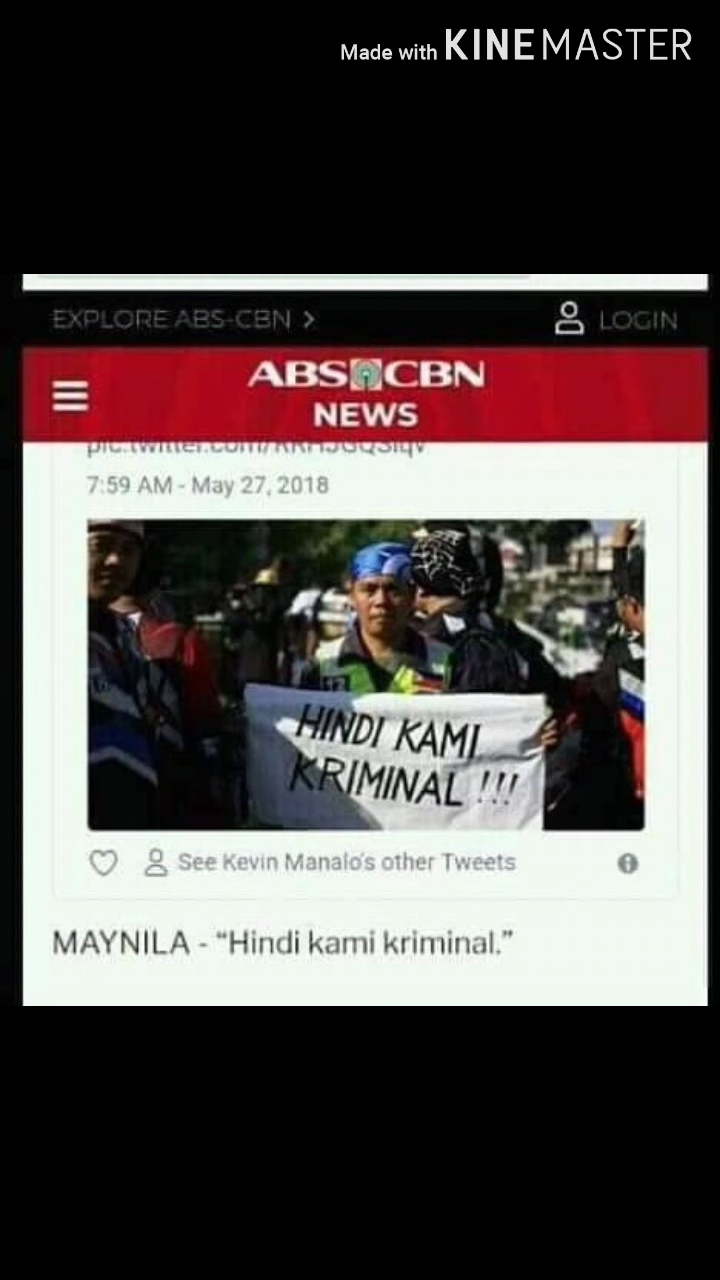 Made with KINEMASTER
EXPLORE ABS-CBN > LOGIN
ABS CBN
NEWS
7:59 AM - May 27, 2018
HINDI KAMI
KRIMINAL !!!
See Kevin Manalo's other Tweets
MAYNILA - “Hindi kami kriminal.”